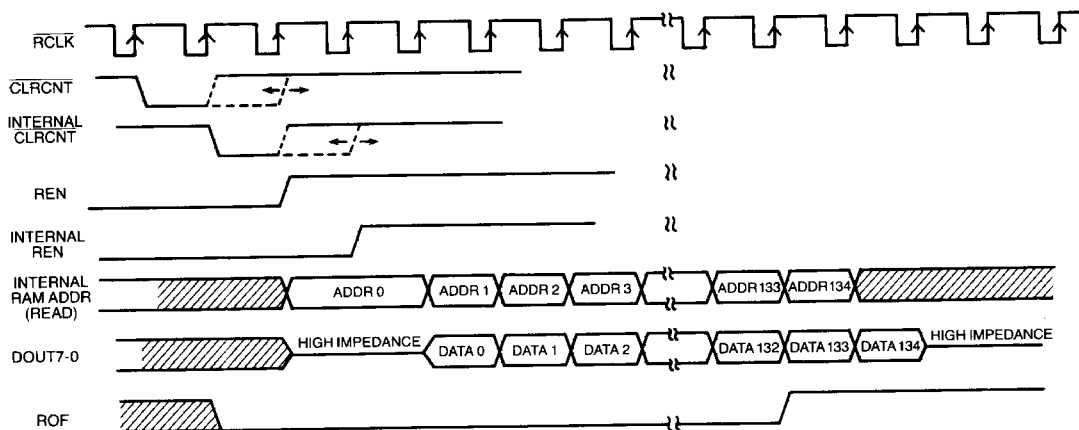 RCLK
CLRCNT
INTERNAL
CLRCNT
REN
INTERNAL
REN
INTERNAL
RAM ADDR
(READ)
ADDR 0
ADDR 1
ADDR 2
ADDR 3
ADDR133
ADDR 134
DOUT7-0
HIGH IMPEDANCE
DATA 0
DATA 1
DATA 2
DATA 132
DATA 133
DATA 134
HIGH IMPEDANCE
ROF